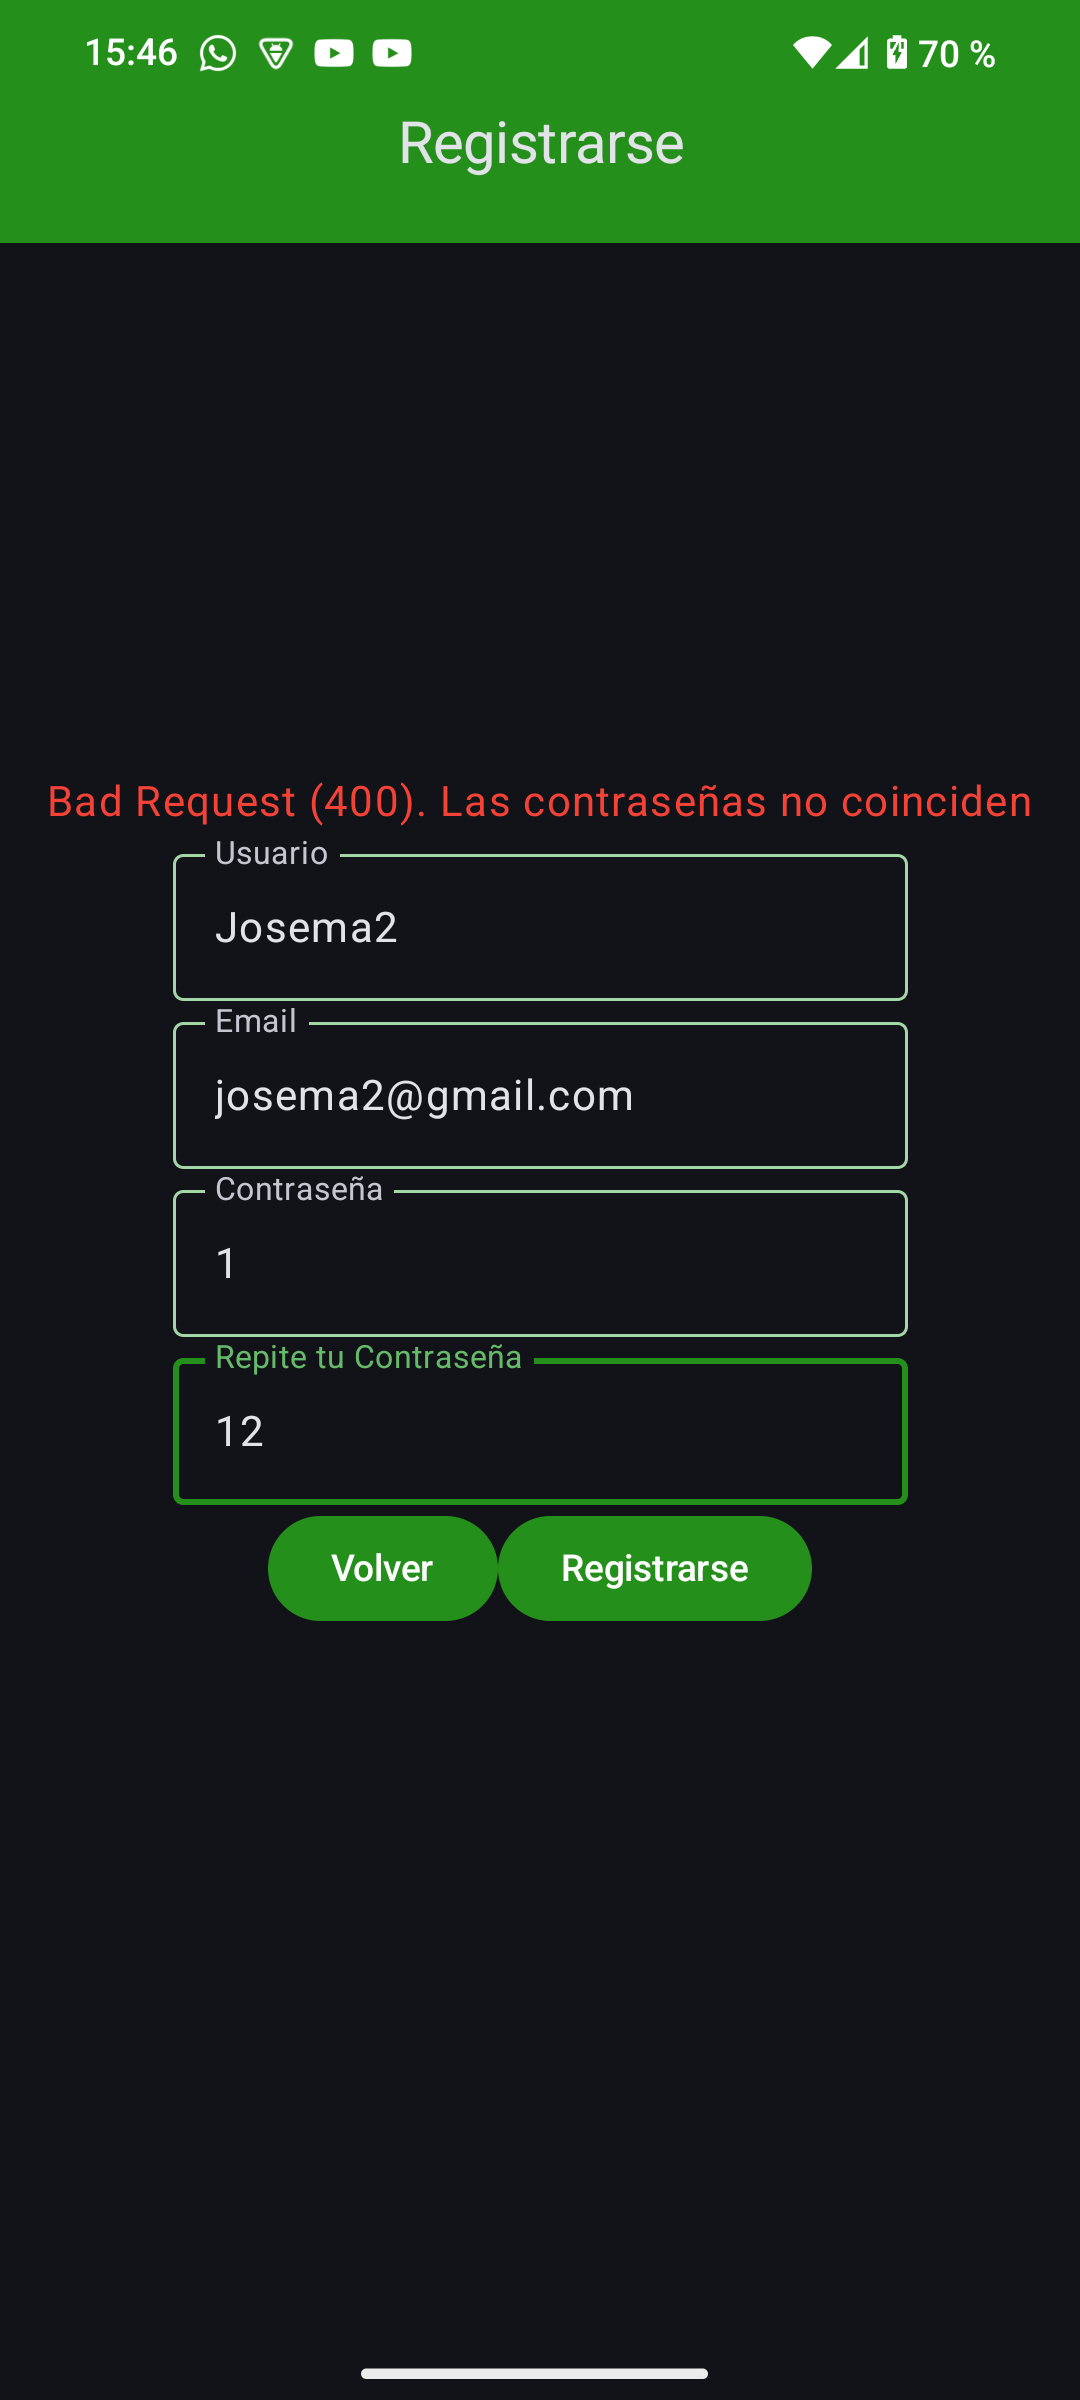 15:46 70 %
Registrarse
Bad Request (400). Las contraseñas no coinciden
Usuario
Josema2
Email
josema2@gmail.com
Contraseña
1
Repite tu Contraseña
12
Volver Registrarse